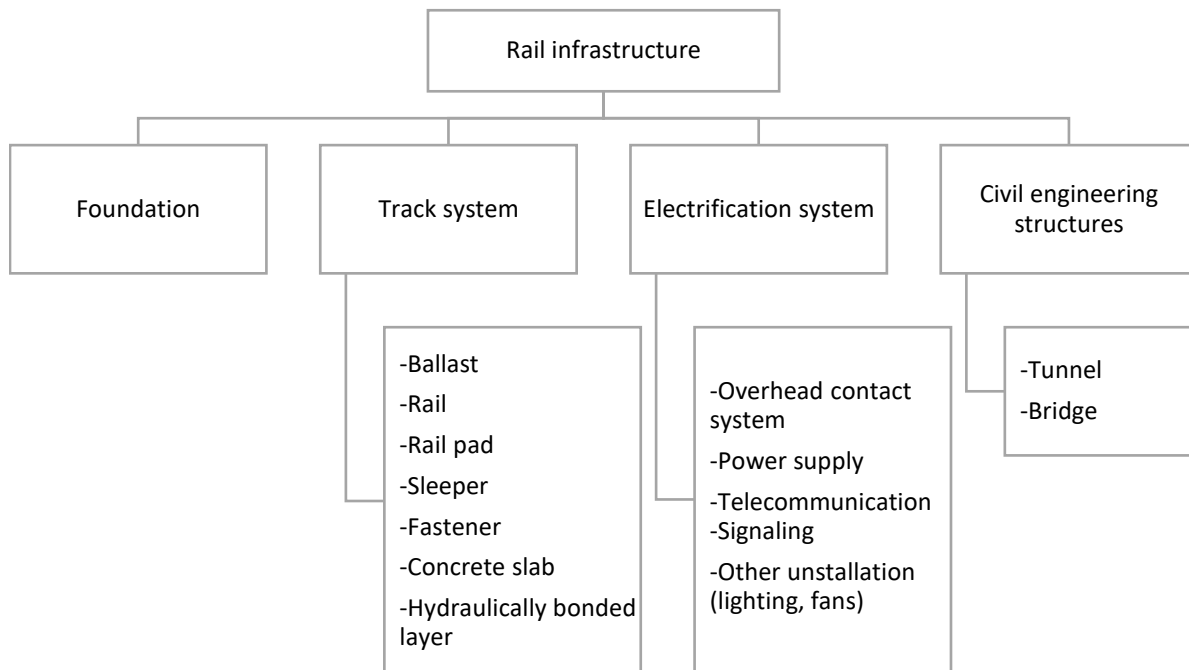 Rail infrastructure
Foundation
Track system
Electrification system
Civil engineering
structures
-Ballast
-Rail
-Rail pad
-Sleeper
-Fastener
-Concrete slab
-Hydraulically bonded
layer
-Overhead contact
system
-Power supply
-Telecommunication
-Signaling
-Other unstallation
(lighting, fans)
-Tunnel
-Bridge